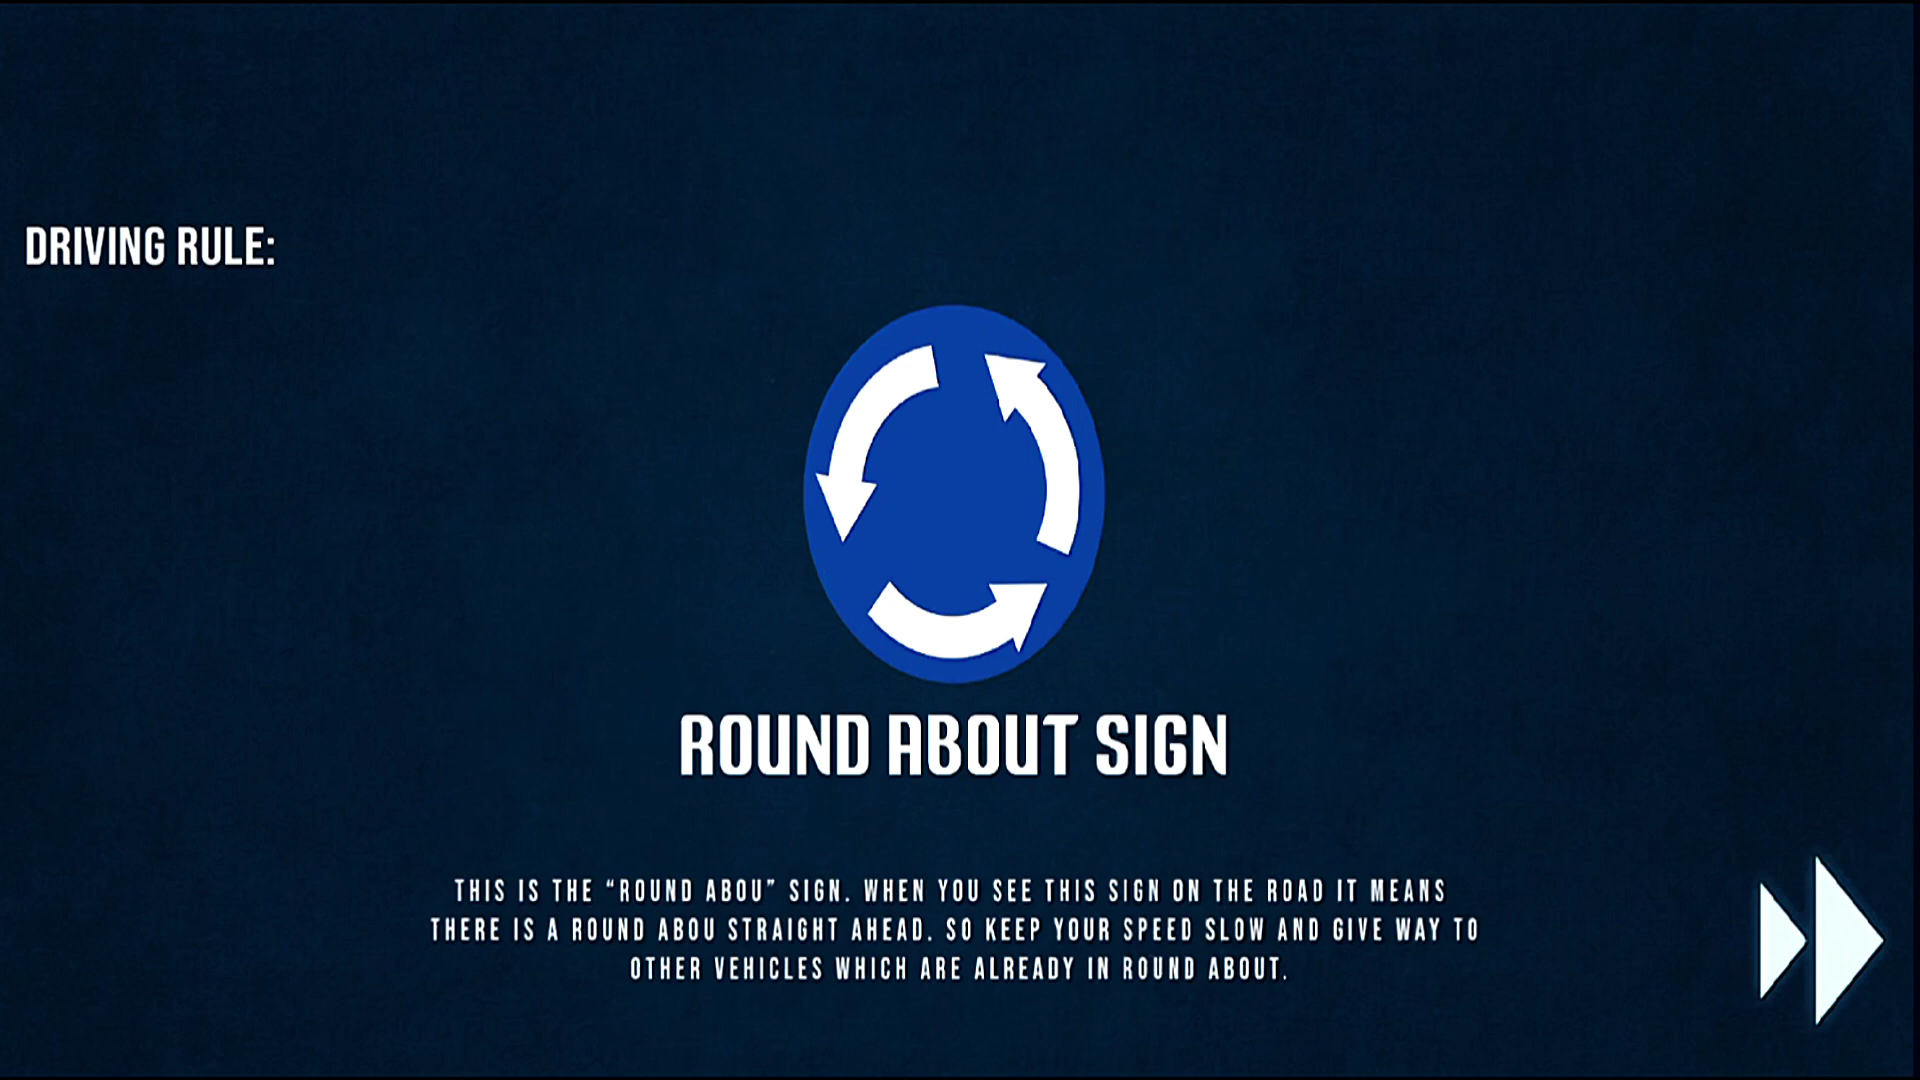 DRIVING RULE:
ROUND ABOUT SIGN
THIS IS THE “ROUND ABOU” SIGN. WHEN YOU SEE THIS SIGN ON THE ROAD IT MEANS
THERE IS A ROUND ABOU STRAIGHT AHEAD. SO KEEP YOUR SPEED SLOW AND GIVE WAY TO
OTHER VEHICLES WHICH ARE ALREADY IN ROUND ABOUT.